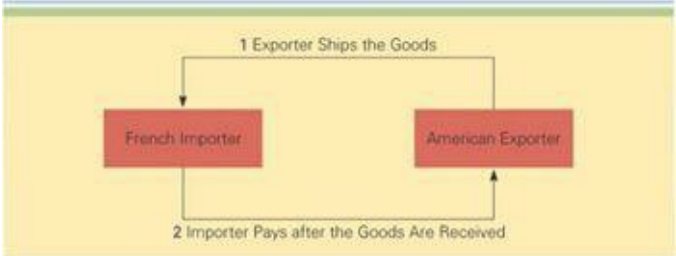 1 Exporter Ships the Goods
French Importer
American Exporter
2 Importer Pays after the Goods Are Received